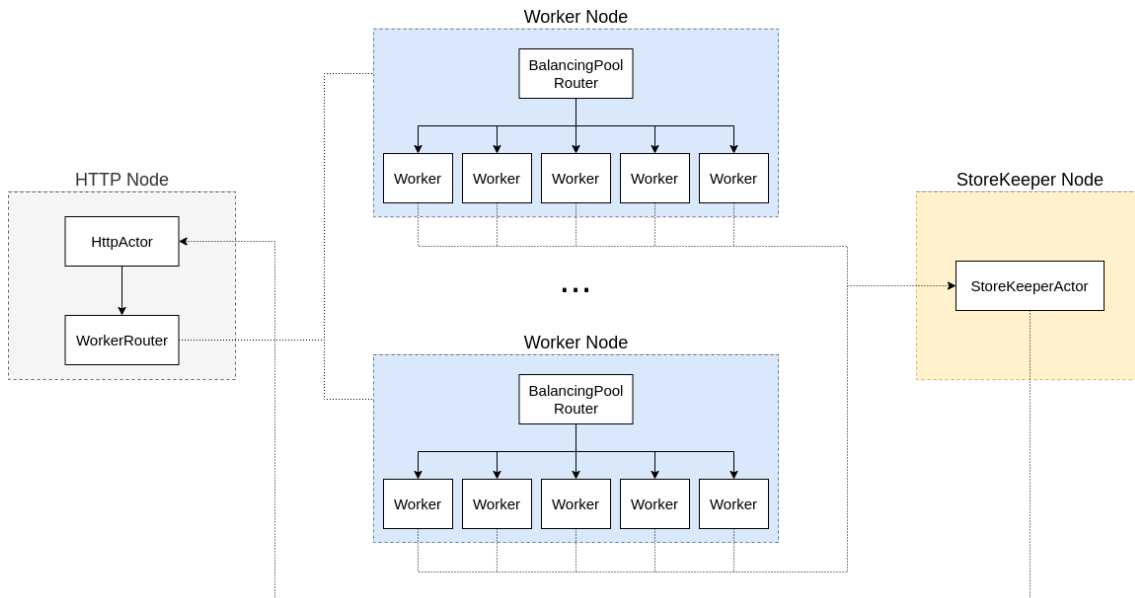 Worker Node
BalancingPool
Router
Worker
Worker
Worker
Worker
Worker
HTTP Node
HttpActor
WorkerRouter
StoreKeeper Node
StoreKeeperActor
...
Worker Node
BalancingPool
Router
Worker
Worker
Worker
Worker
Worker